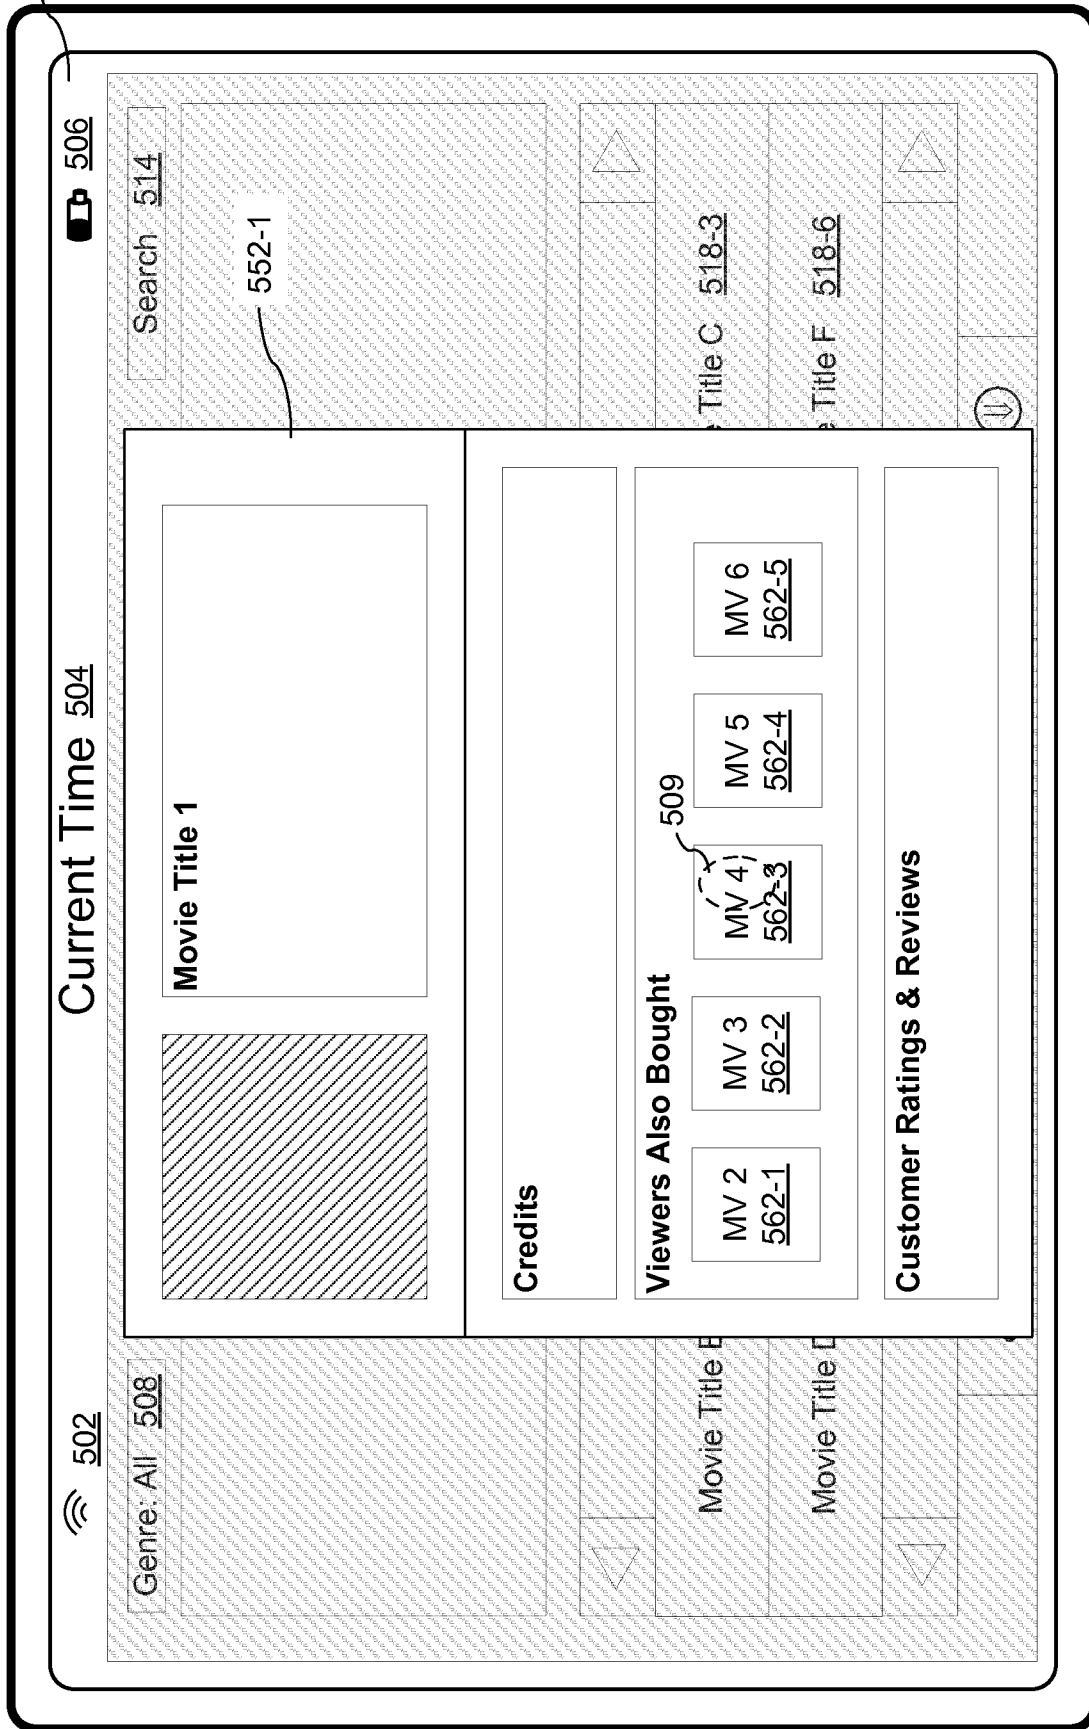 502
Current Time 504
506
Genre: All 508
Search 514
552-1
Movie Title 1
Credits
Viewers Also Bought
509
MV 2
562-1
MV 3
562-2
MV 4
562-3
MV 5
562-4
MV 6
562-5
Customer Ratings & Reviews
Movie Title
Title C 518-3
Movie Title
Title F 518-6